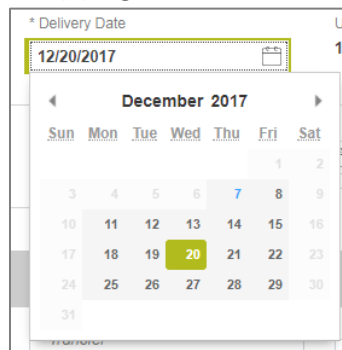 * Delivery Date
12/20/2017
December 2017
Sun Mon Tue Wed Thu Fri Sat
1 2
3 4 5 6 7 8 9
10 11 12 13 14 15 16
17 18 19 20 21 22 23
24 25 26 27 28 29 30
31